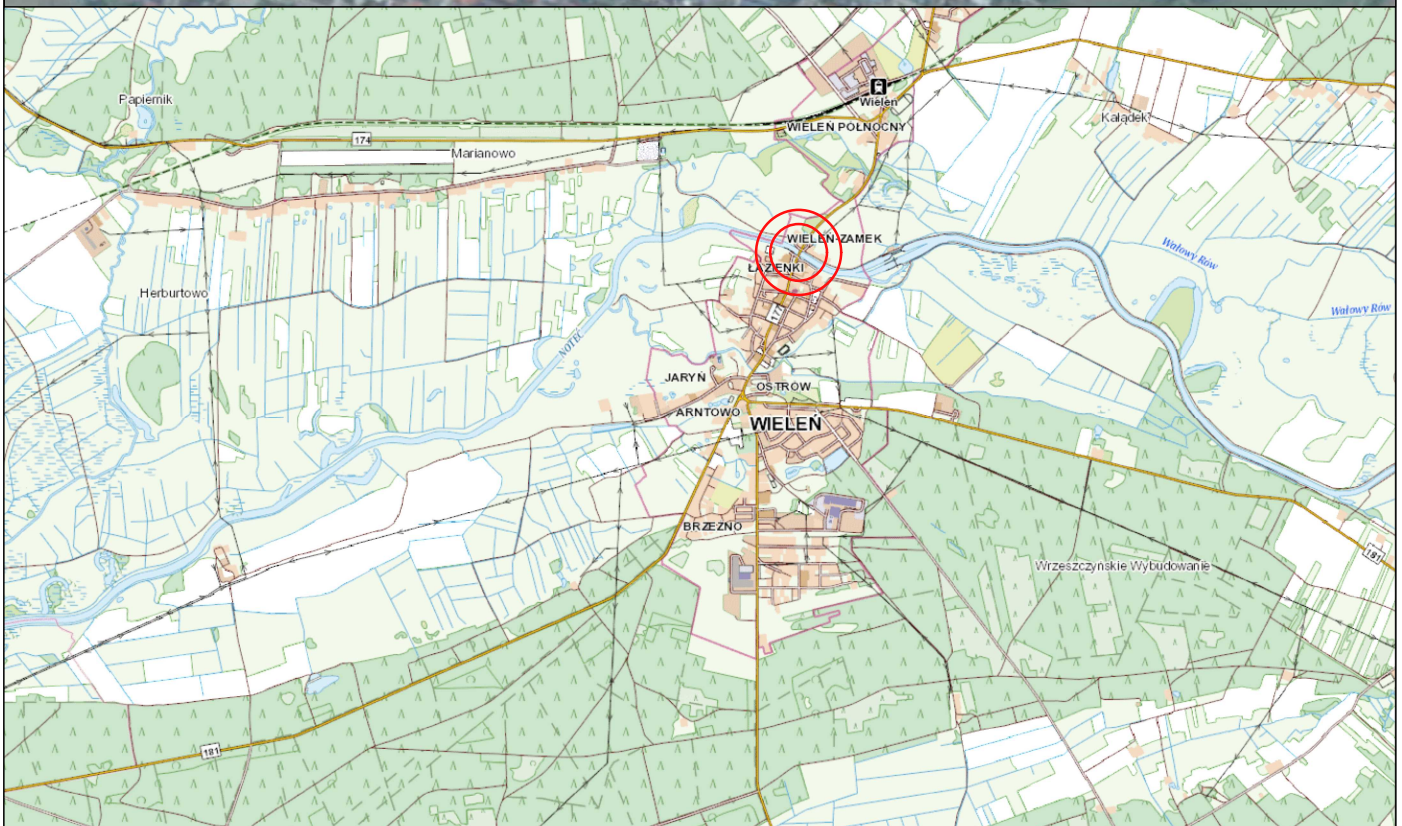 Papiernik
Wieleń
Kałądek
WIELEŃ PÓŁNOCNY
174
Marianowo
WIELEŃ-ZAMEK
Wałowy Rów
ŁAZIENKI
Herburtowo
Wałowy Rów
177
NOTEĆ
JARYŃ
OSTRÓW
ARNTOWO
WIELEŃ
BRZEŹNO
181
Wrzeszczyńskie Wybudowanie
181